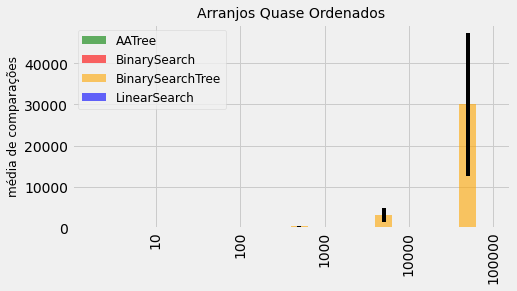 Arranjos Quase Ordenados
AATree
BinarySearch
BinarySearchTree
LinearSearch
média de comparações
40000
30000
20000
10000
0
10
100
1000
10000
100000